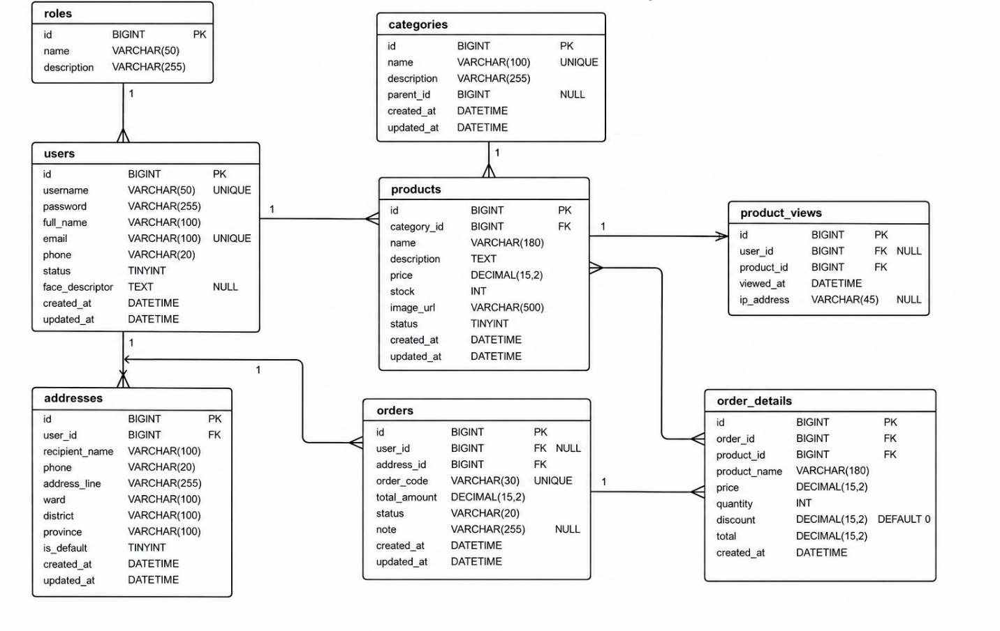 roles
id BIGINT PK
name VARCHAR(50)
description VARCHAR(255)
1
categories
id BIGINT PK
name VARCHAR(100) UNIQUE
description VARCHAR(255)
parent_id BIGINT NULL
created_at DATETIME
updated_at DATETIME
1
users
id BIGINT PK
username VARCHAR(50) UNIQUE
password VARCHAR(255)
full_name VARCHAR(100)
email VARCHAR(100) UNIQUE
phone VARCHAR(20)
status TINYINT
face_descriptor TEXT NULL
created_at DATETIME
updated_at DATETIME
1
1
products
id BIGINT PK
category_id BIGINT FK
name VARCHAR(180)
description TEXT
price DECIMAL(15,2)
stock INT
image_url VARCHAR(500)
status TINYINT
created_at DATETIME
updated_at DATETIME
1
product_views
id BIGINT PK
user_id BIGINT FK NULL
product_id BIGINT FK
viewed_at DATETIME
ip_address VARCHAR(45) NULL
1
addresses
id BIGINT PK
user_id BIGINT FK
recipient_name VARCHAR(100)
phone VARCHAR(20)
address_line VARCHAR(255)
ward VARCHAR(100)
district VARCHAR(100)
province VARCHAR(100)
is_default TINYINT
created_at DATETIME
updated_at DATETIME
orders
id BIGINT PK
user_id BIGINT FK NULL
address_id BIGINT FK
order_code VARCHAR(30) UNIQUE
total_amount DECIMAL(15,2)
status VARCHAR(20)
note VARCHAR(255) NULL
created_at DATETIME
updated_at DATETIME
1
order_details
id BIGINT PK
order_id BIGINT FK
product_id BIGINT FK
product_name VARCHAR(180)
price DECIMAL(15,2)
quantity INT
discount DECIMAL(15,2) DEFAULT 0
total DECIMAL(15,2)
created_at DATETIME